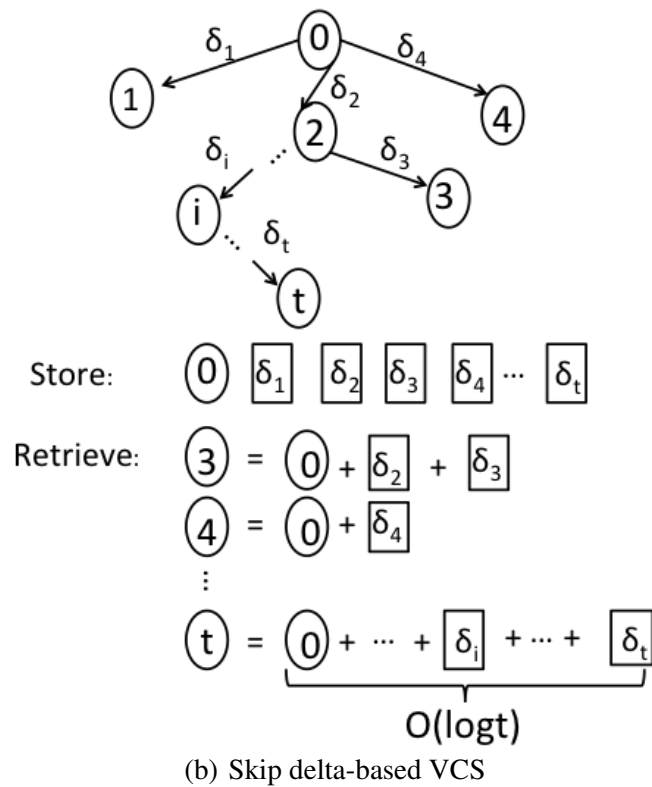 δ₁ 0 δ₄
δ₂
1 2 4
δᵢ ... δ₃
i 3
... δₜ
t
Store: 0 δ₁ δ₂ δ₃ δ₄ ... δₜ
Retrieve: 3 = 0 + δ₂ + δ₃
4 = 0 + δ₄
⋮
t = 0 + ... + δᵢ + ... + δₜ
O(logt)
(b) Skip delta-based VCS